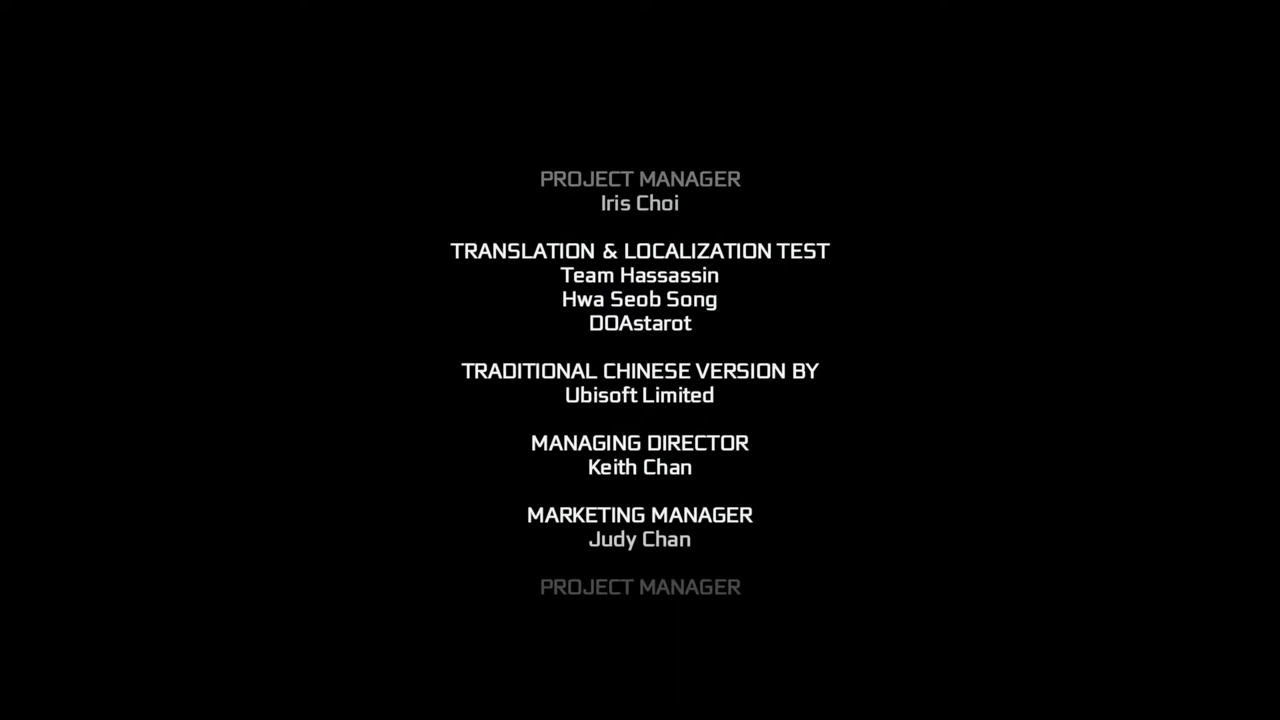 PROJECT MANAGER
Iris Choi
TRANSLATION & LOCALIZATION TEST
Team Hassassin
Hwa Seob Song
DOAstarot
TRADITIONAL CHINESE VERSION BY
Ubisoft Limited
MANAGING DIRECTOR
Keith Chan
MARKETING MANAGER
Judy Chan
PROJECT MANAGER